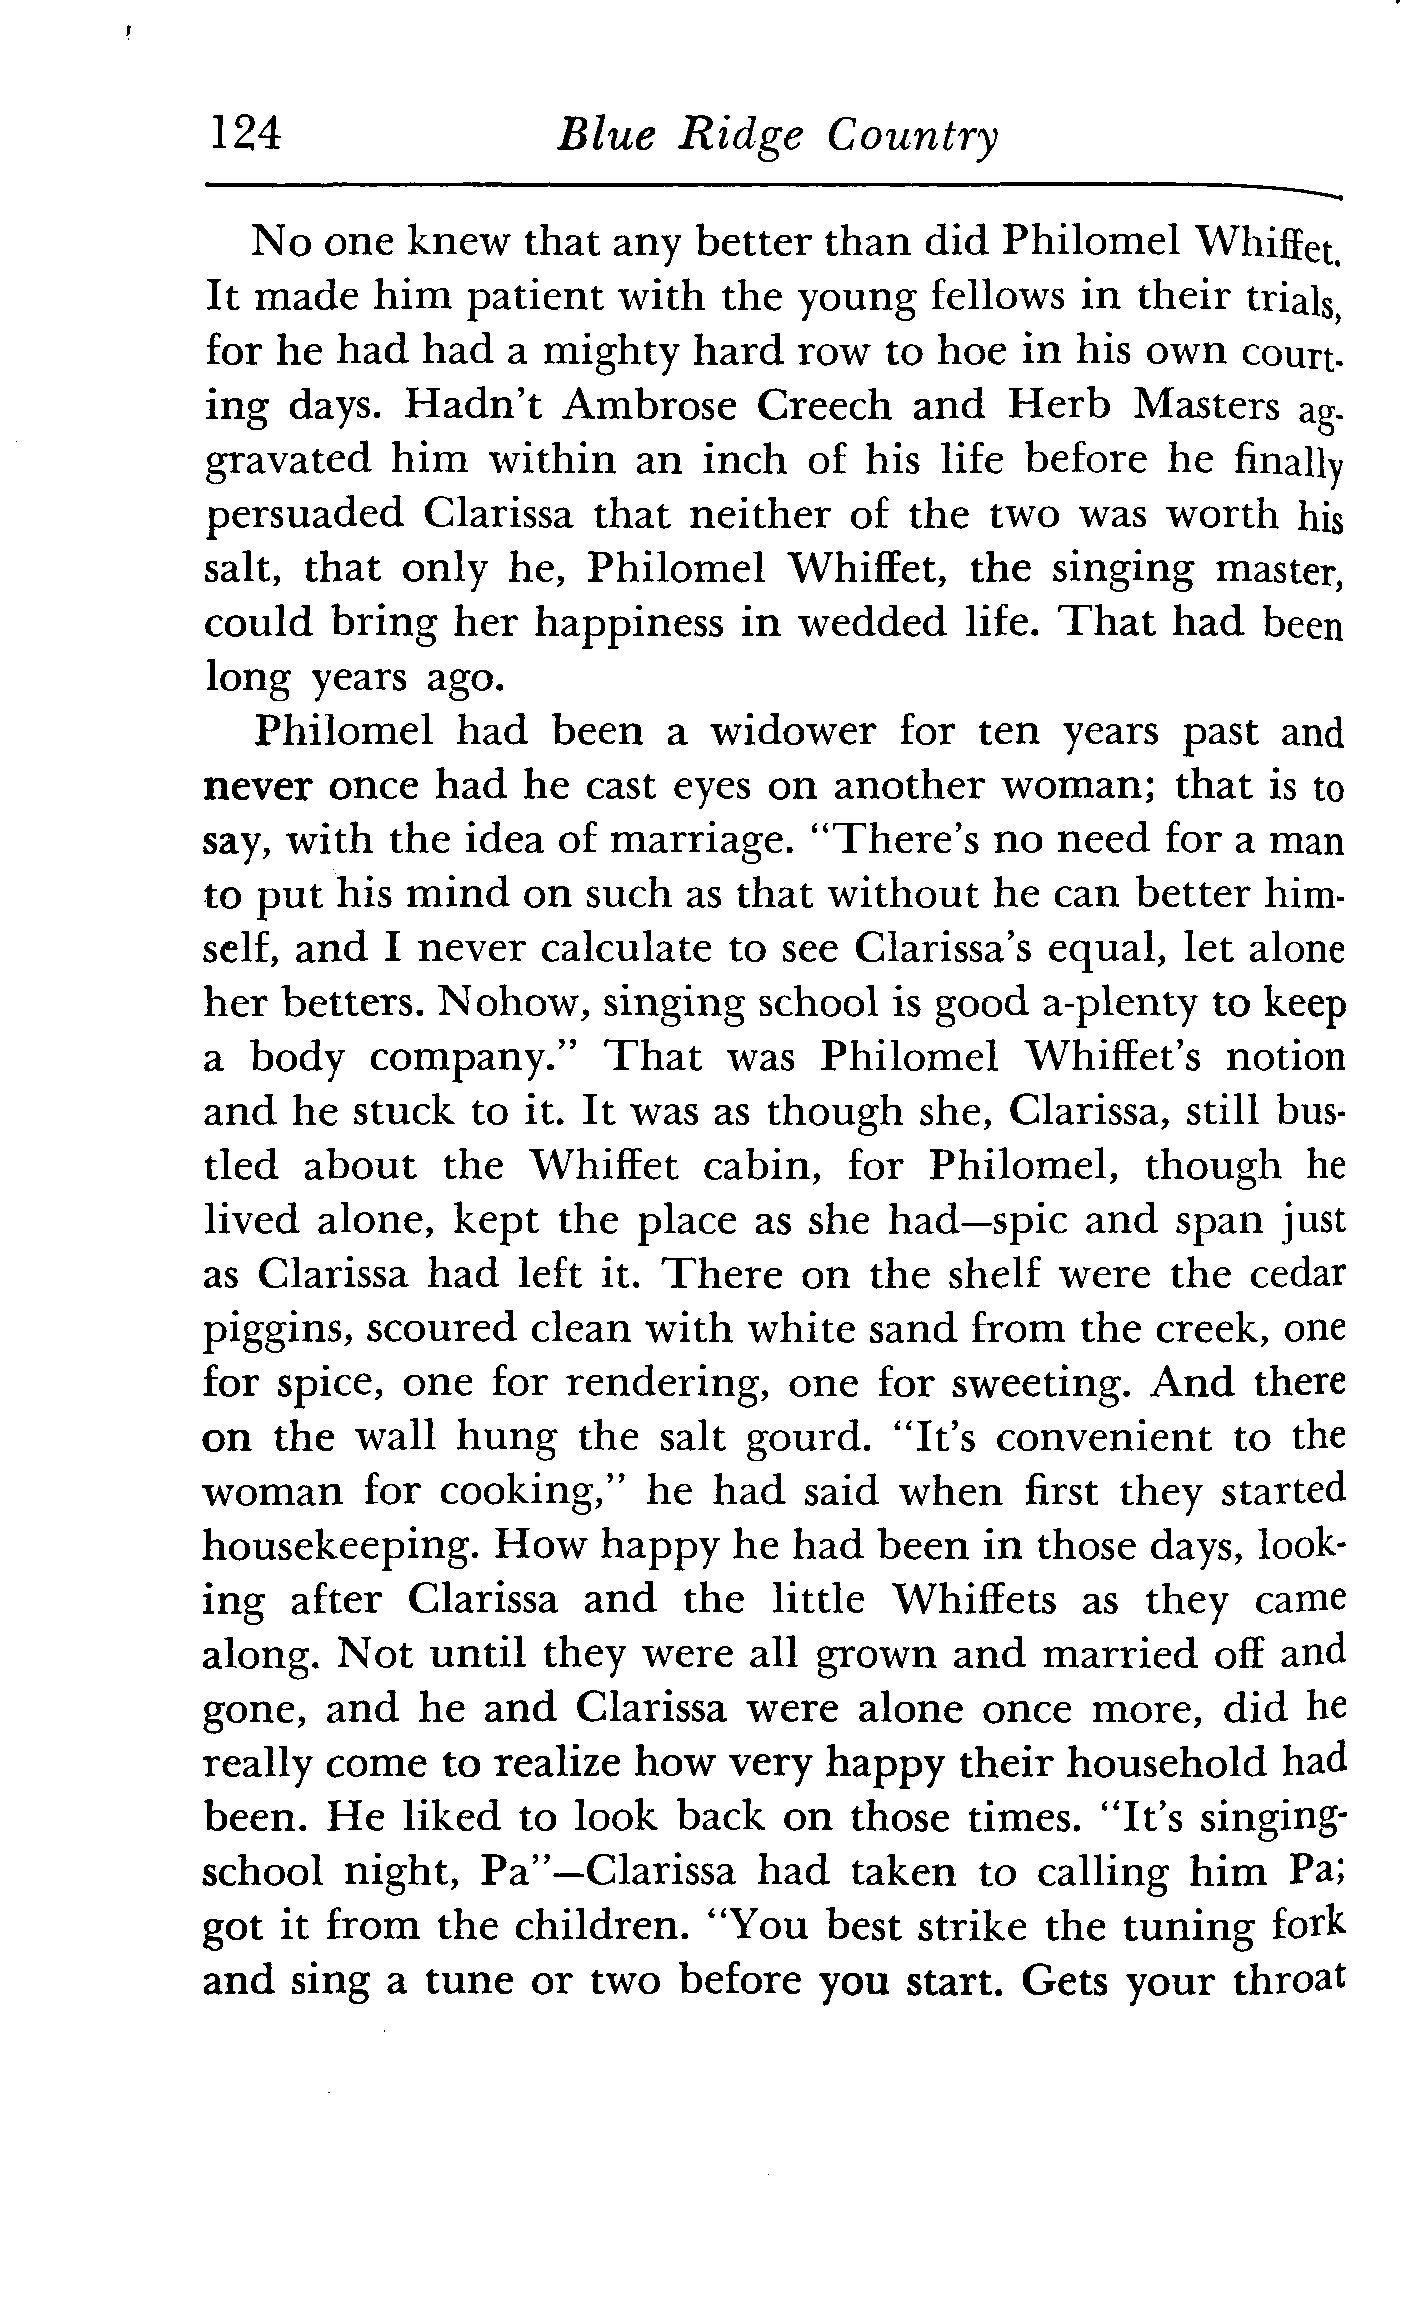 124 Blue Ridge Country
No one knew that any better than did Philomel Whiffet.
It made him patient with the young fellows in their trials,
for he had had a mighty hard row to hoe in his own court-
ing days. Hadn't Ambrose Creech and Herb Masters ag-
gravated him within an inch of his life before he finally
persuaded Clarissa that neither of the two was worth his
salt, that only he, Philomel Whiffet, the singing master,
could bring her happiness in wedded life. That had been
long years ago.
Philomel had been a widower for ten years past and
never once had he cast eyes on another woman; that is to
say, with the idea of marriage. "There's no need for a man
to put his mind on such as that without he can better him-
self, and I never calculate to see Clarissa's equal, let alone
her betters. Nohow, singing school is good a-plenty to keep
a body company." That was Philomel Whiffet's notion
and he stuck to it. It was as though she, Clarissa, still bus-
tled about the Whiffet cabin, for Philomel, though he
lived alone, kept the place as she had—spic and span just
as Clarissa had left it. There on the shelf were the cedar
piggins, scoured clean with white sand from the creek, one
for spice, one for rendering, one for sweeting. And there
on the wall hung the salt gourd. "It's convenient to the
woman for cooking," he had said when first they started
housekeeping. How happy he had been in those days, look-
ing after Clarissa and the little Whiffets as they came
along. Not until they were all grown and married off and
gone, and he and Clarissa were alone once more, did he
really come to realize how very happy their household had
been. He liked to look back on those times. "It's singing-
school night, Pa"—Clarissa had taken to calling him Pa;
got it from the children. "You best strike the tuning fork
and sing a tune or two before you start. Gets your throat